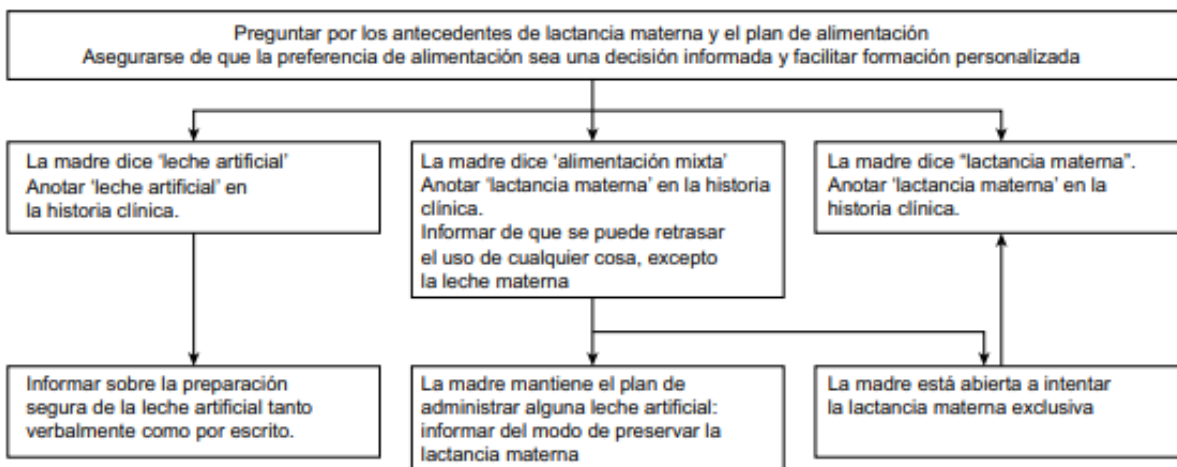 Preguntar por los antecedentes de lactancia materna y el plan de alimentación
Asegurarse de que la preferencia de alimentación sea una decisión informada y facilitar formación personalizada
La madre dice ‘leche artificial’
Anotar ‘leche artificial’ en
la historia clínica.
La madre dice ‘alimentación mixta’
Anotar ‘lactancia materna’ en la historia
clínica.
Informar de que se puede retrasar
el uso de cualquier cosa, excepto
la leche materna
La madre dice “lactancia materna”.
Anotar ‘lactancia materna’ en la
historia clínica.
Informar sobre la preparación
segura de la leche artificial tanto
verbalmente como por escrito.
La madre mantiene el plan de
administrar alguna leche artificial:
informar del modo de preservar la
lactancia materna
La madre está abierta a intentar
la lactancia materna exclusiva